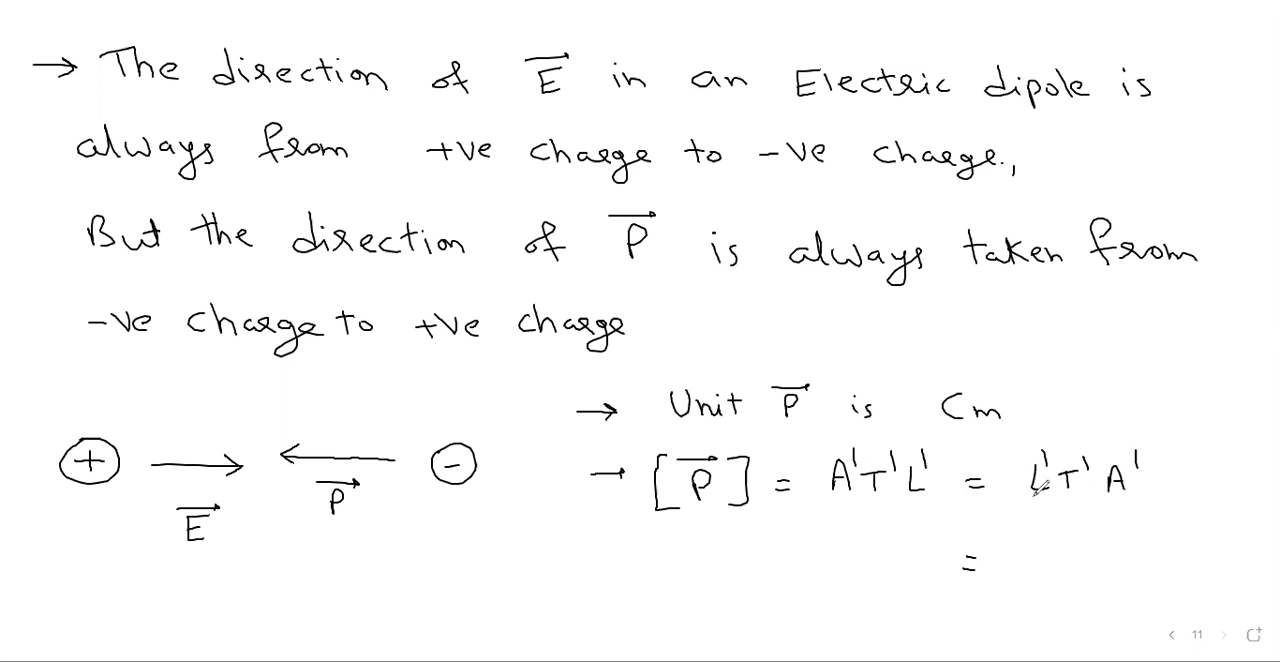 → The direction of E⃗ in an Electric dipole is
always from +ve charge to -ve charge.,
But the direction of P⃗ is always taken from
-ve charge to +ve charge
→ Unit P⃗ is Cm
+ → ← -
E⃗ P⃗
→ [P⃗] = A¹T¹L¹ = L¹T¹A¹
=
< 11 >